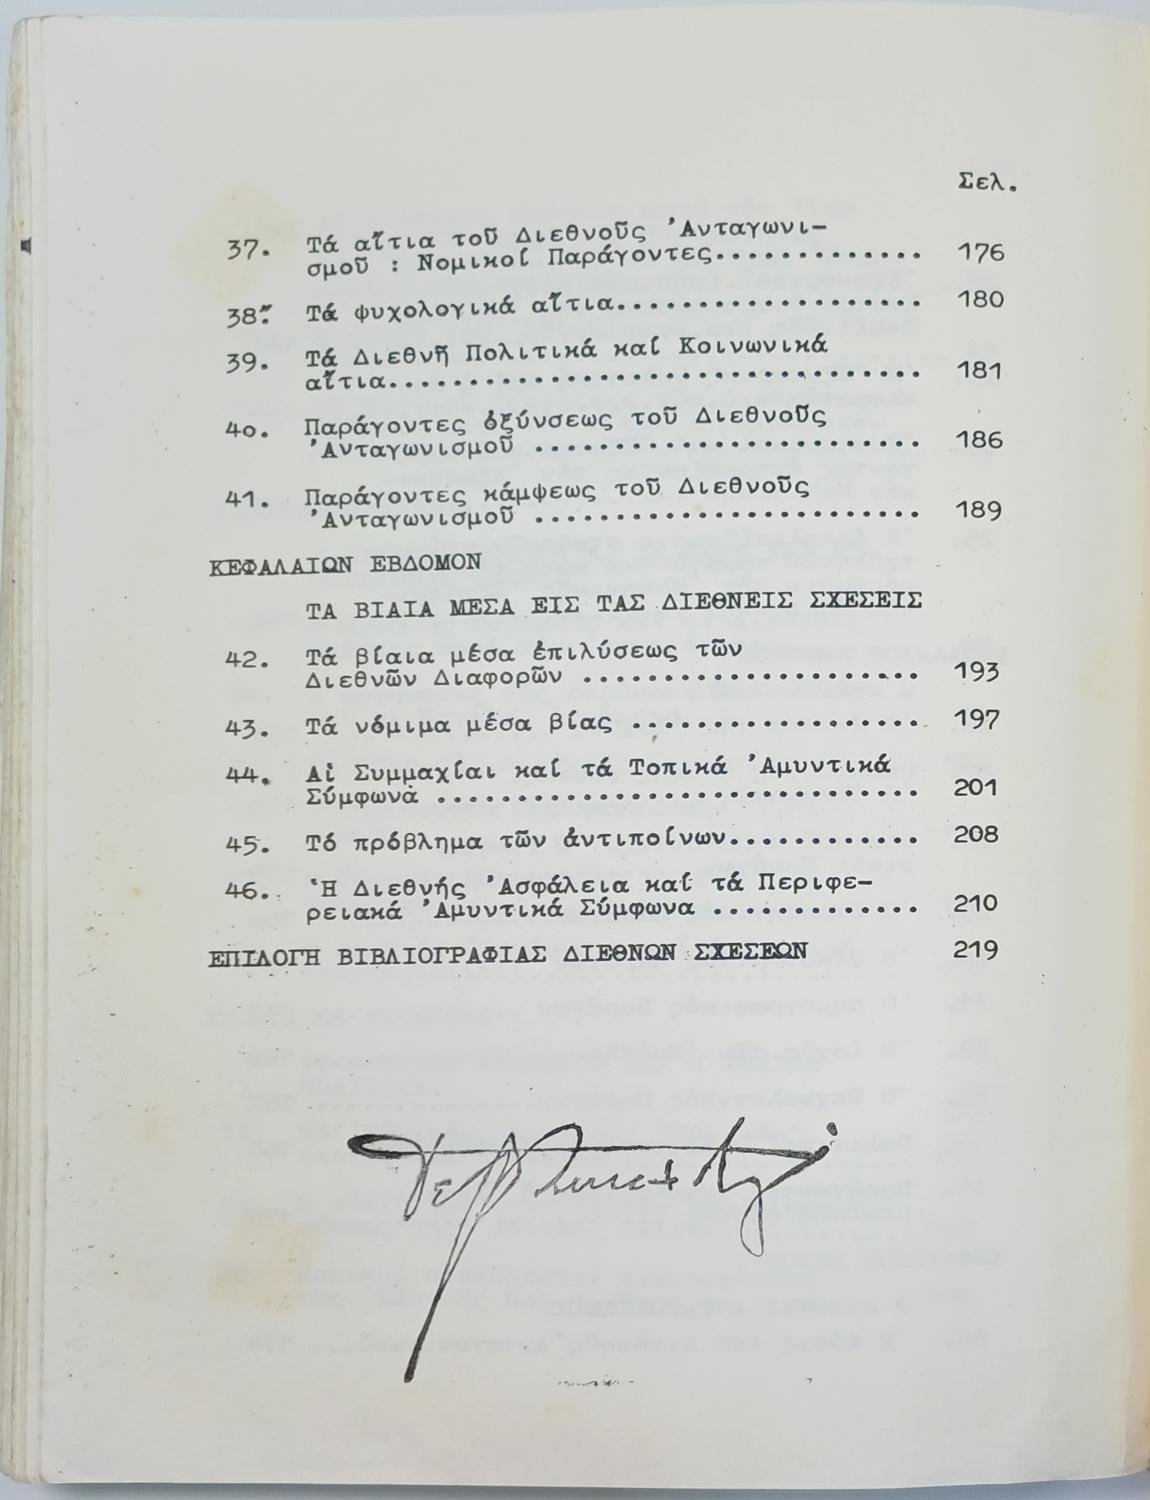 Σελ.
37. Τά αἴτια τοῦ Διεθνοῦς 'Ανταγωνι-
σμοῦ : Νομικοί Παράγοντες............. 176
38. Τά ψυχολογικά αἴτια................... 180
39. Τά Διεθνῆ Πολιτικά καί Κοινωνικά
αἴτια................................. 181
4ο. Παράγοντες ὀξύνσεως τοῦ Διεθνοῦς
'Ανταγωνισμοῦ ........................ 186
41. Παράγοντες κάμψεως τοῦ Διεθνοῦς
'Ανταγωνισμοῦ ........................ 189
ΚΕΦΑΛΑΙΩΝ ΕΒΔΟΜΟΝ
ΤΑ ΒΙΑΙΑ ΜΕΣΑ ΕΙΣ ΤΑΣ ΔΙΕΘΝΕΙΣ ΣΧΕΣΕΙΣ
42. Τά βίαια μέσα ἐπιλύσεως τῶν
Διεθνῶν Διαφορῶν ..................... 193
43. Τά νόμιμα μέσα βίας .................. 197
44. Αἱ Συμμαχίαι καί τά Τοπικά 'Αμυντικά
Σύμφωνα .............................. 201
45. Τό πρόβλημα τῶν ἀντιποίνων............ 208
46. Ἡ Διεθνής 'Ασφάλεια καί τά Περιφε-
ρειακά 'Αμυντικά Σύμφωνα ............. 210
ΕΠΙΛΟΓΗ ΒΙΒΛΙΟΓΡΑΦΙΑΣ ΔΙΕΘΝΩΝ ΣΧΕΣΕΩΝ 219